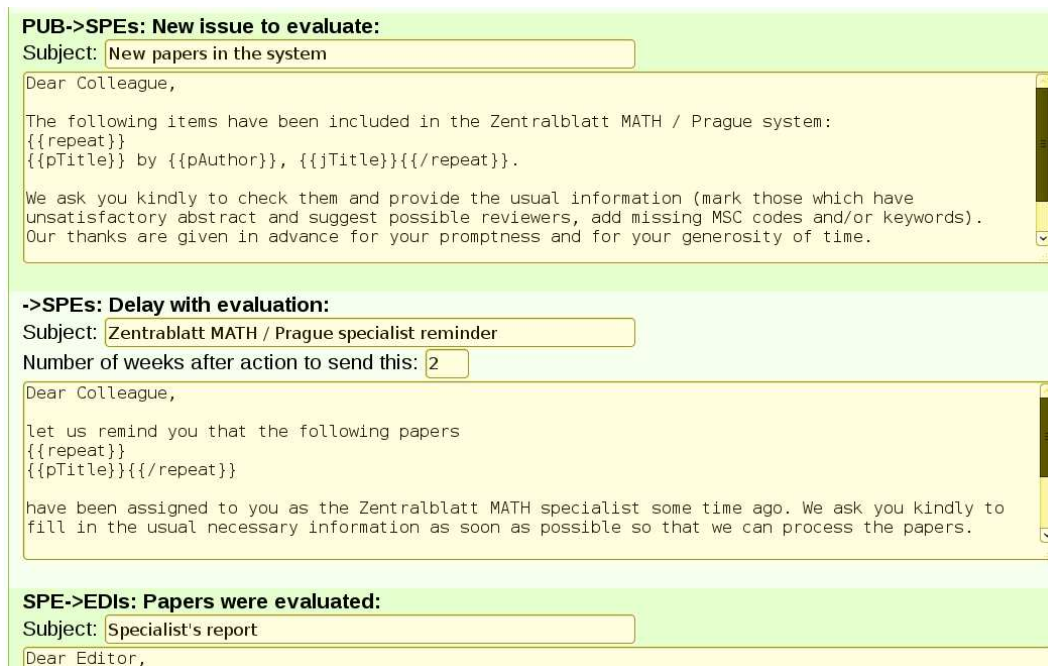 PUB->SPEs: New issue to evaluate:
Subject: New papers in the system
Dear Colleague,
The following items have been included in the Zentralblatt MATH / Prague system:
{{repeat}}
{{pTitle}} by {{pAuthor}}, {{jTitle}}{{/repeat}}.
We ask you kindly to check them and provide the usual information (mark those which have
unsatisfactory abstract and suggest possible reviewers, add missing MSC codes and/or keywords).
Our thanks are given in advance for your promptness and for your generosity of time.
->SPEs: Delay with evaluation:
Subject: Zentrablatt MATH / Prague specialist reminder
Number of weeks after action to send this: 2
Dear Colleague,
let us remind you that the following papers
{{repeat}}
{{pTitle}}{{/repeat}}
have been assigned to you as the Zentralblatt MATH specialist some time ago. We ask you kindly to
fill in the usual necessary information as soon as possible so that we can process the papers.
SPE->EDIs: Papers were evaluated:
Subject: Specialist's report
Dear Editor,